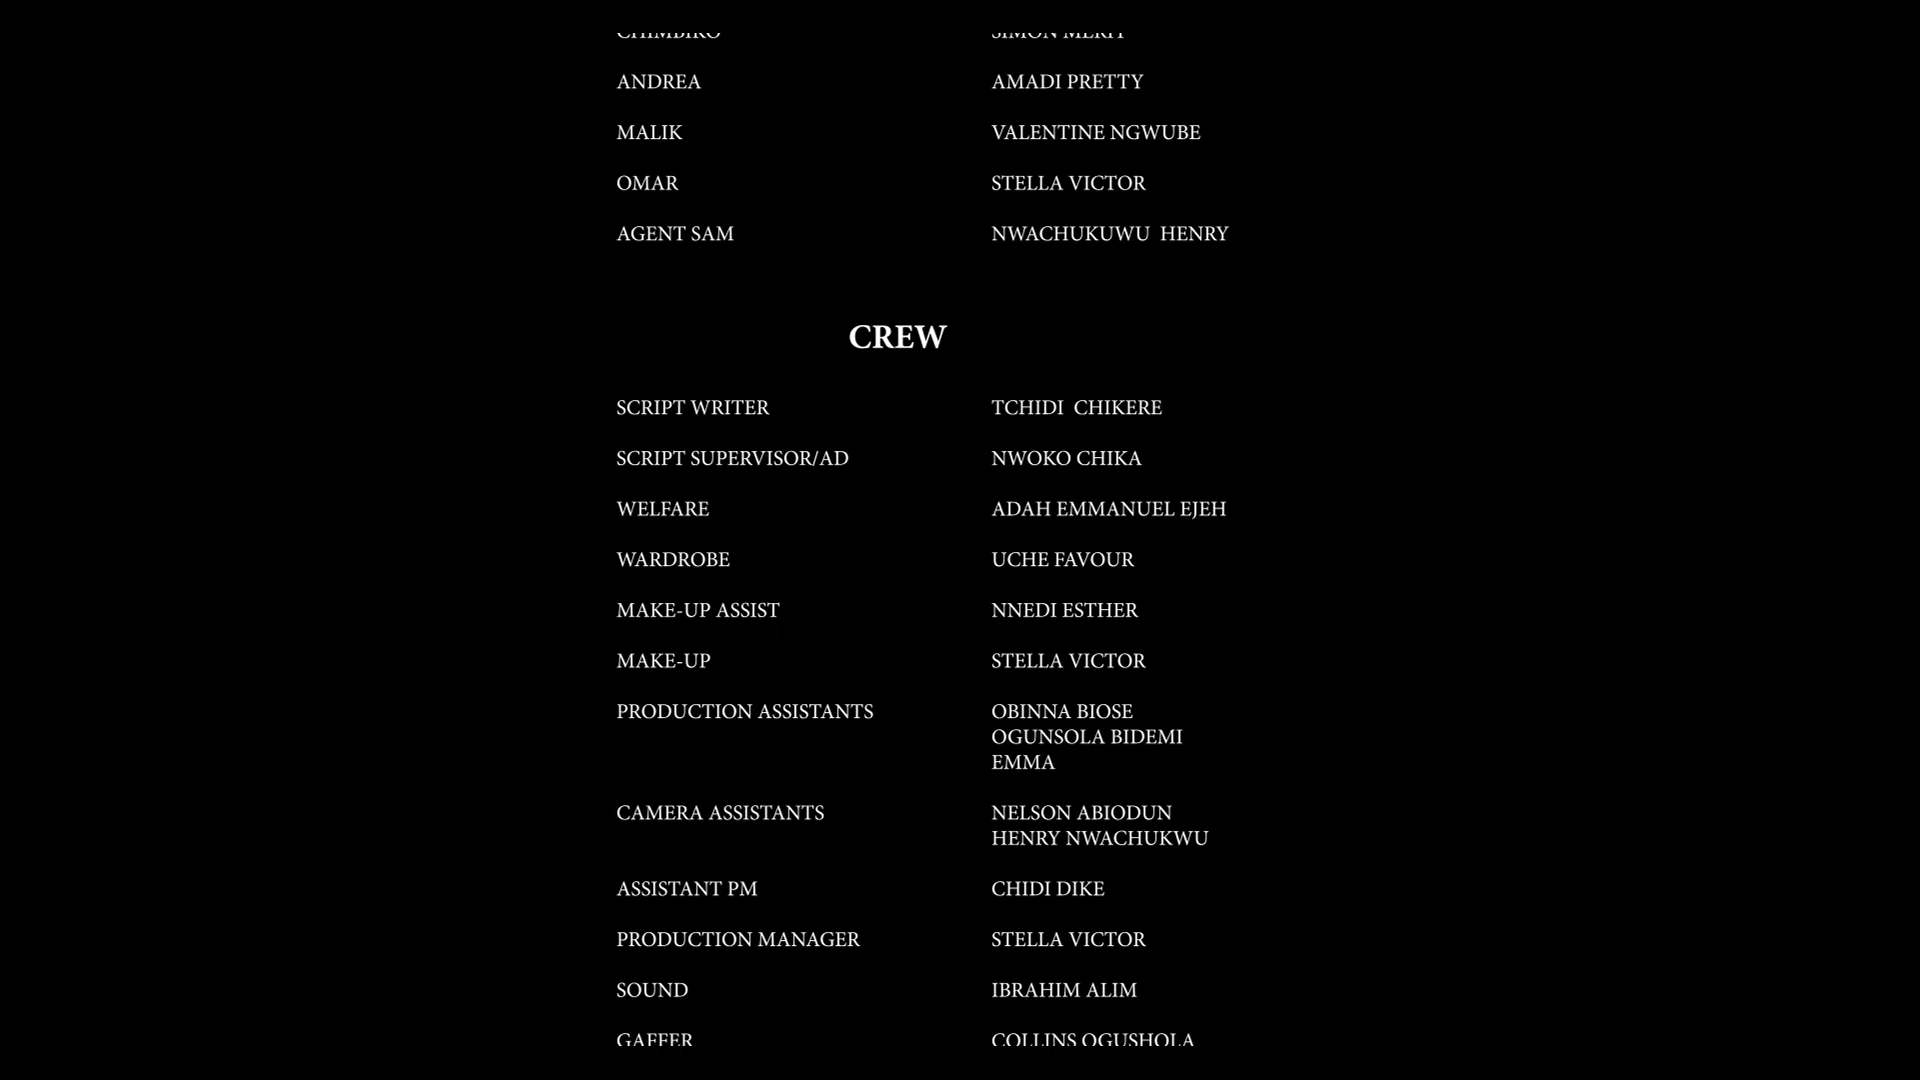 CHIMBIKO SIMON MERIT
ANDREA AMADI PRETTY
MALIK VALENTINE NGWUBE
OMAR STELLA VICTOR
AGENT SAM NWACHUKUWU  HENRY
CREW
SCRIPT WRITER TCHIDI  CHIKERE
SCRIPT SUPERVISOR/AD NWOKO CHIKA
WELFARE ADAH EMMANUEL EJEH
WARDROBE UCHE FAVOUR
MAKE-UP ASSIST NNEDI ESTHER
MAKE-UP STELLA VICTOR
PRODUCTION ASSISTANTS OBINNA BIOSE
OGUNSOLA BIDEMI
EMMA
CAMERA ASSISTANTS NELSON ABIODUN
HENRY NWACHUKWU
ASSISTANT PM CHIDI DIKE
PRODUCTION MANAGER STELLA VICTOR
SOUND IBRAHIM ALIM
GAFFER COLLINS OGUSHOLA